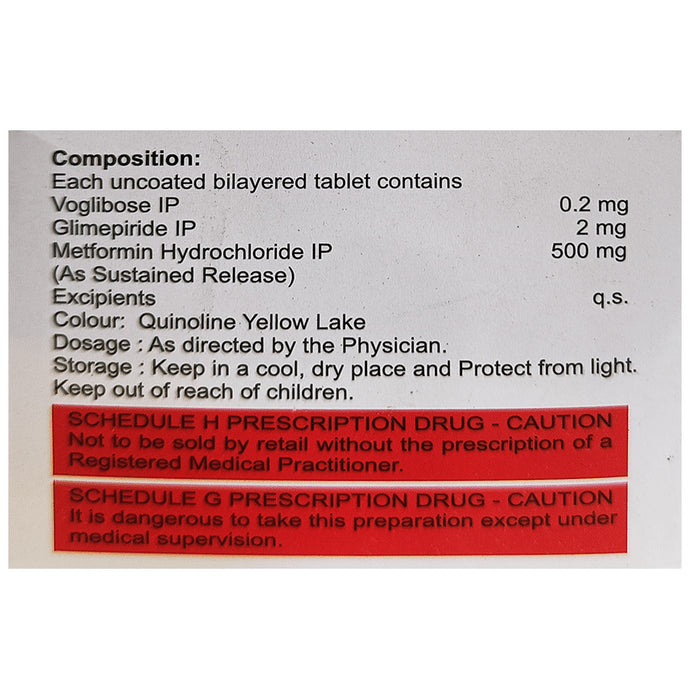 Composition:
Each uncoated bilayered tablet contains
Voglibose IP 0.2 mg
Glimepiride IP 2 mg
Metformin Hydrochloride IP 500 mg
(As Sustained Release)
Excipients q.s.
Colour: Quinoline Yellow Lake
Dosage : As directed by the Physician.
Storage : Keep in a cool, dry place and Protect from light.
Keep out of reach of children.
SCHEDULE H PRESCRIPTION DRUG - CAUTION
Not to be sold by retail without the prescription of a
Registered Medical Practitioner.
SCHEDULE G PRESCRIPTION DRUG - CAUTION
It is dangerous to take this preparation except under
medical supervision.